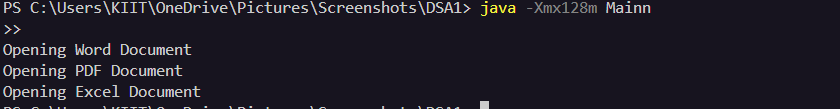 PS C:\Users\KIIT\OneDrive\Pictures\Screenshots\DSA1> java -Xmx128m Mainn
>>
Opening Word Document
Opening PDF Document
Opening Excel Document
PS C:\Users\KIIT\OneDrive\Pictures\Screenshots\DSA1>